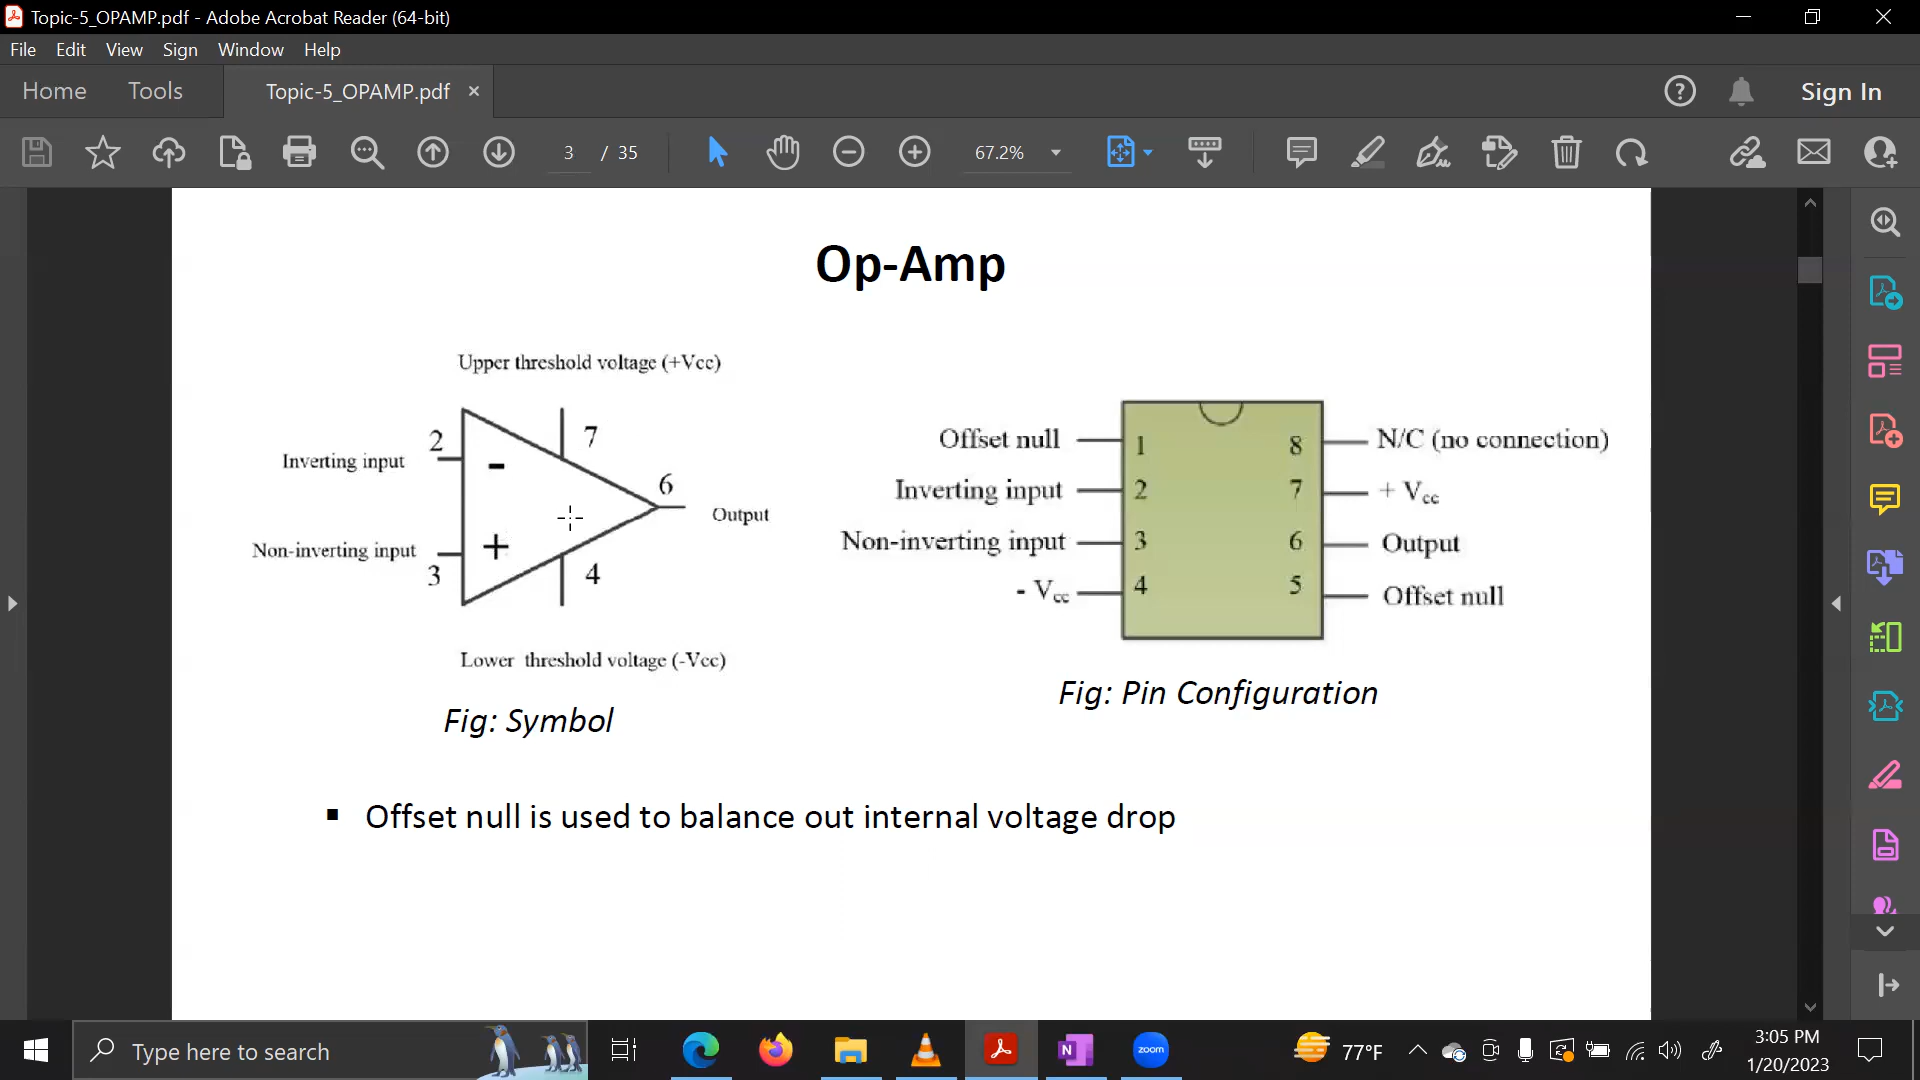 Topic-5_OPAMP.pdf - Adobe Acrobat Reader (64-bit)
File Edit View Sign Window Help
Home Tools Topic-5_OPAMP.pdf × Sign In
3 / 35 67.2%
Op-Amp
Upper threshold voltage (+Vcc)
2 7
Inverting input -
6
Output
Non-inverting input +
3 4
Lower threshold voltage (-Vcc)
Fig: Symbol
Offset null 1 8 N/C (no connection)
Inverting input 2 7 + Vcc
Non-inverting input 3 6 Output
- Vcc 4 5 Offset null
Fig: Pin Configuration
▪ Offset null is used to balance out internal voltage drop
Type here to search
zoom
77°F
3:05 PM
1/20/2023